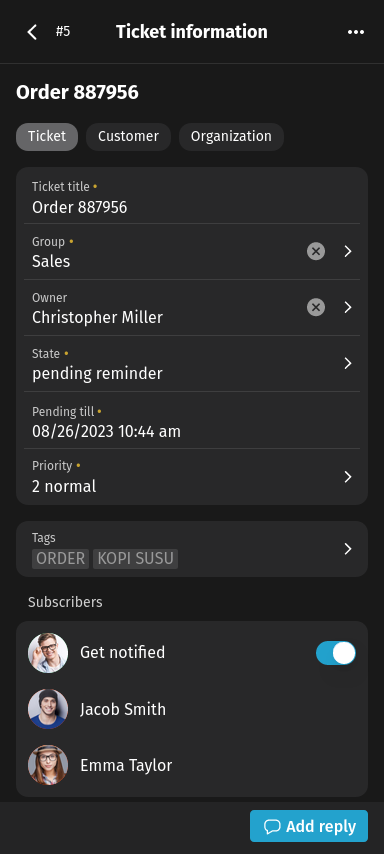 #5 Ticket information
Order 887956
Ticket Customer Organization
Ticket title
Order 887956
Group
Sales
Owner
Christopher Miller
State
pending reminder
Pending till
08/26/2023 10:44 am
Priority
2 normal
Tags
ORDER KOPI SUSU
Subscribers
Get notified
Jacob Smith
Emma Taylor
Add reply